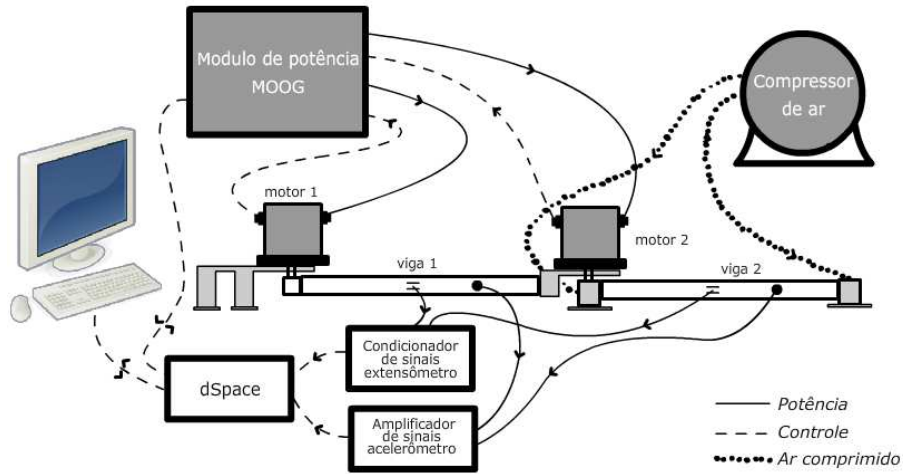 Modulo de potência
MOOG
Compressor
de ar
motor 1
motor 2
viga 1
viga 2
Condicionador
de sinais
extensômetro
dSpace
Amplificador
de sinais
acelerômetro
Potência
Controle
Ar comprimido